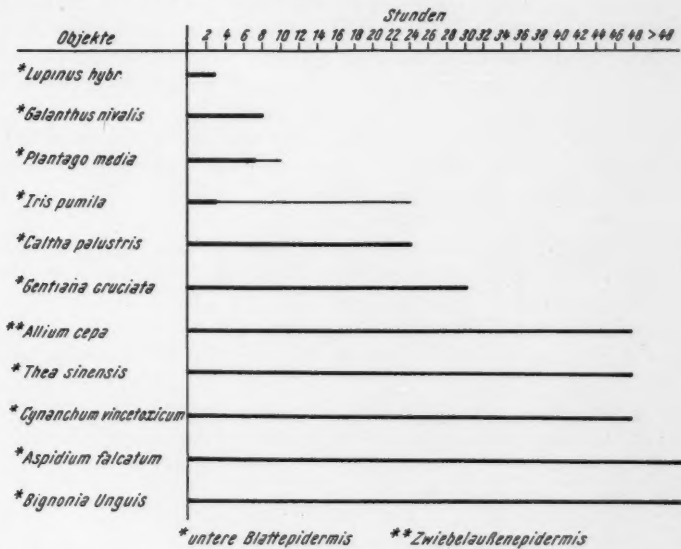 Stunden
Objekte
2 4 6 8 10 12 14 16 18 20 22 24 26 28 30 32 34 36 38 40 42 44 46 48 >48
*Lupinus hybr.
*Galanthus nivalis
*Plantago media
*Iris pumila
*Caltha palustris
*Gentiana cruciata
**Allium cepa
*Thea sinensis
*Cynanchum vincetoxicum
*Aspidium falcatum
*Bignonia Unguis
*untere Blattepidermis **Zwiebelaußenepidermis